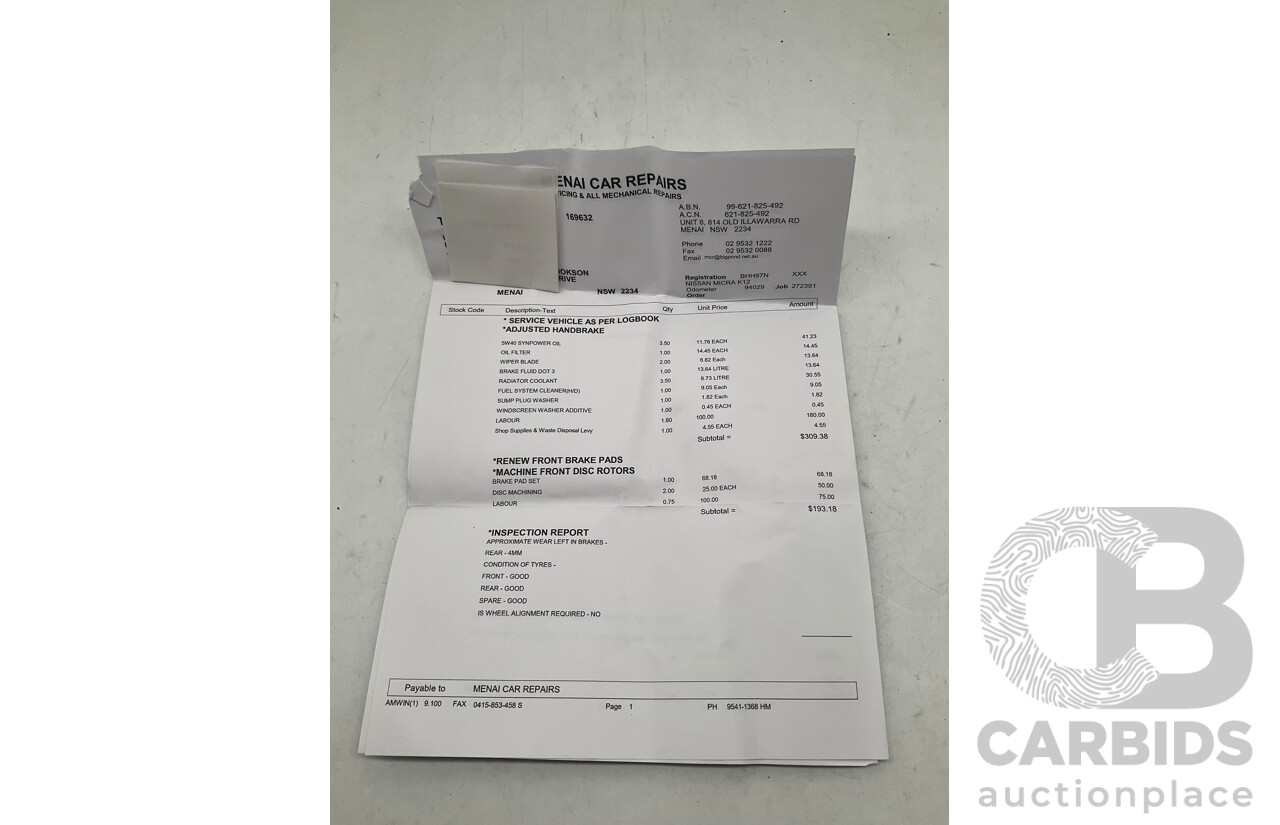 MENAI CAR REPAIRS
& ALL MECHANICAL REPAIRS
169632
A.B.N. 99-621-825-492
A.C.N. 621-825-492
UNIT 6, 814 OLD ILLAWARRA RD
MENAI NSW 2234
Phone 02 9532 1222
Fax 02 9532 0088
Email mcr@bigpond.net.au
Registration BHH97N XXX
NISSAN MICRA K12
Odometer 94029 Job 272391
Order
MENAI NSW 2234
Stock Code Description-Text Qty Unit Price Amount
* SERVICE VEHICLE AS PER LOGBOOK
*ADJUSTED HANDBRAKE
5W40 SYNPOWER OIL 3.50 11.78 EACH 41.23
OIL FILTER 1.00 14.45 EACH 14.45
WIPER BLADE 2.00 6.82 Each 13.64
BRAKE FLUID DOT 3 1.00 13.64 LITRE 13.64
RADIATOR COOLANT 3.50 8.73 LITRE 30.55
FUEL SYSTEM CLEANER(H/D) 1.00 9.05 Each 9.05
SUMP PLUG WASHER 1.00 1.82 Each 1.82
WINDSCREEN WASHER ADDITIVE 1.00 0.45 EACH 0.45
LABOUR 1.80 100.00 180.00
Shop Supplies & Waste Disposal Levy 1.00 4.55 EACH 4.55
Subtotal = $309.38
*RENEW FRONT BRAKE PADS
*MACHINE FRONT DISC ROTORS
BRAKE PAD SET 1.00 68.18 68.18
DISC MACHINING 2.00 25.00 EACH 50.00
LABOUR 0.75 100.00 75.00
Subtotal = $193.18
*INSPECTION REPORT
APPROXIMATE WEAR LEFT IN BRAKES -
REAR - 4MM
CONDITION OF TYRES -
FRONT - GOOD
REAR - GOOD
SPARE - GOOD
IS WHEEL ALIGNMENT REQUIRED - NO
Payable to MENAI CAR REPAIRS
AMWIN(1) 9.100 FAX 0415-853-458 S Page 1 PH 9541-1368 HM
CB
CARBIDS
auctionplace